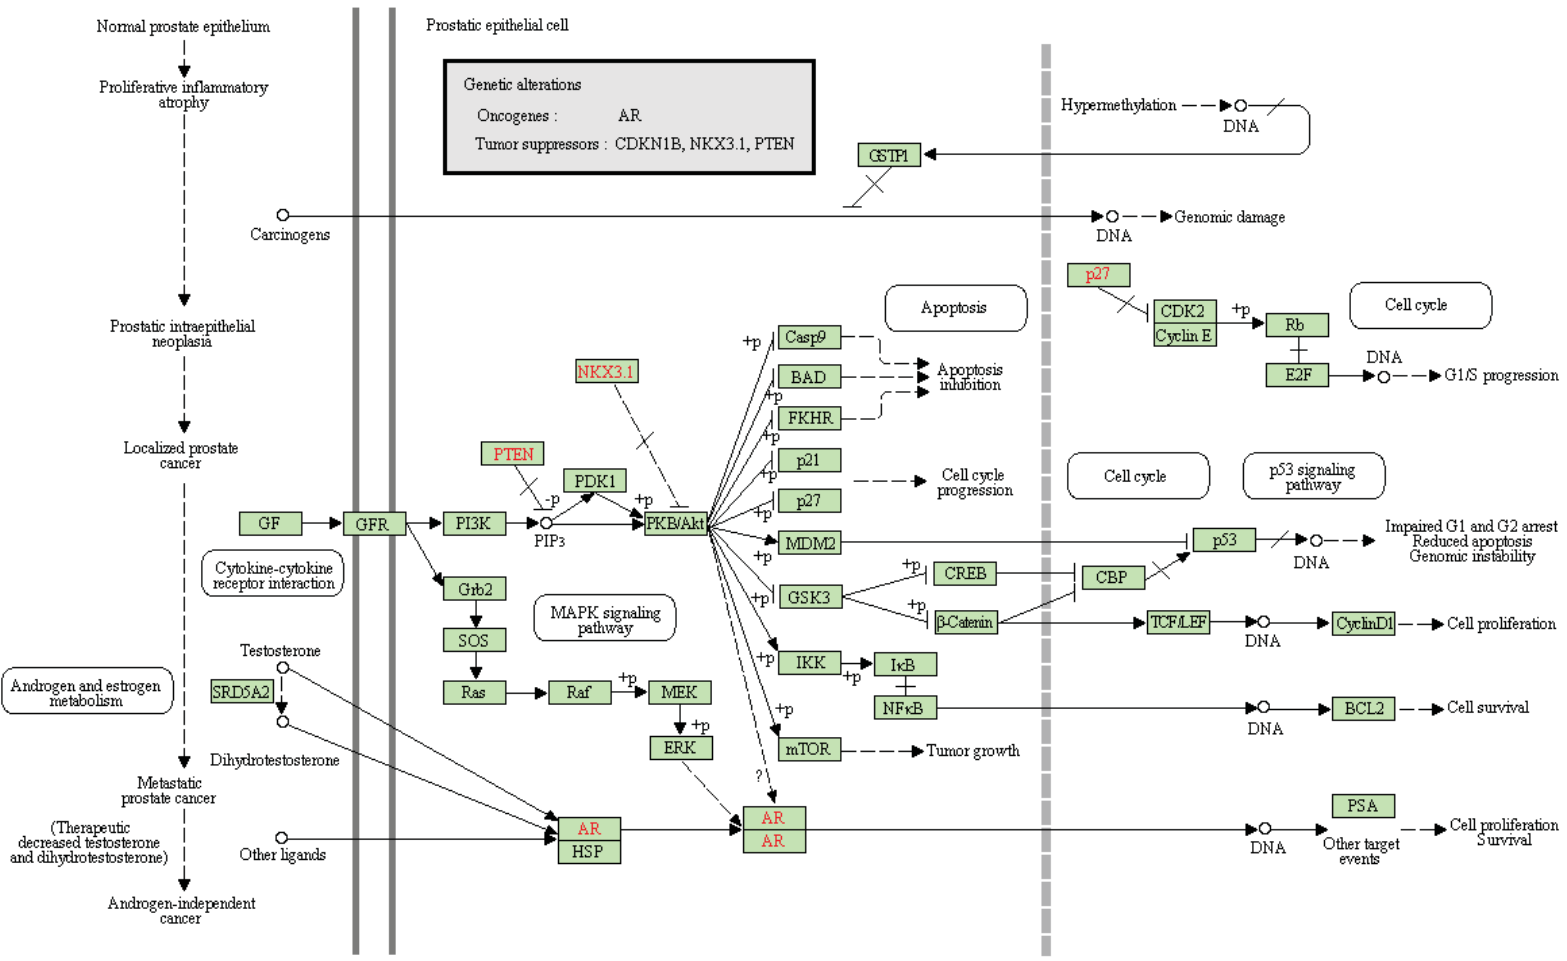 Normal prostate epithelium
Proliferative inflammatory
atrophy
Prostatic intraepithelial
neoplasia
Localized prostate
cancer
Metastatic
prostate cancer
(Therapeutic
decreased testosterone
and dihydrotestosterone)
Androgen-independent
cancer
Prostatic epithelial cell
Genetic alterations
Oncogenes : AR
Tumor suppressors : CDKN1B, NKX3.1, PTEN
Hypermethylation
DNA
GSTP1
Carcinogens
DNA
Genomic damage
p27
CDK2
Cyclin E
+p
Rb
E2F
DNA
G1/S progression
Cell cycle
Apoptosis
Casp9
BAD
FKHR
p21
p27
MDM2
GSK3
IKK
mTOR
+p
+p
+p
+p
+p
+p
+p
+p
+p
Apoptosis
inhibition
Cell cycle
progression
NKX3.1
PTEN
-p
PDK1
+p
GF
GFR
PI3K
PIP3
PKB/Akt
Cytokine-cytokine
receptor interaction
Grb2
SOS
Ras
Raf
+p
MEK
+p
ERK
MAPK signaling
pathway
Cell cycle
p53 signaling
pathway
p53
DNA
Impaired G1 and G2 arrest
Reduced apoptosis
Genomic instability
+p
CREB
CBP
+p
β-Catenin
TCF/LEF
DNA
CyclinD1
Cell proliferation
+p
IκB
NFκB
DNA
BCL2
Cell survival
Tumor growth
Androgen and estrogen
metabolism
Testosterone
SRD5A2
Dihydrotestosterone
Other ligands
AR
HSP
?
AR
AR
DNA
PSA
Other target
events
Cell proliferation
Survival